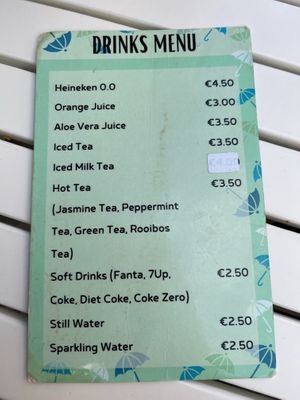 DRINKS MENU
Heineken 0.0 €4.50
Orange Juice €3.00
Aloe Vera Juice €3.50
Iced Tea €3.50
Iced Milk Tea €4.00
Hot Tea €3.50
(Jasmine Tea, Peppermint
Tea, Green Tea, Rooibos
Tea)
Soft Drinks (Fanta, 7Up, €2.50
Coke, Diet Coke, Coke Zero)
Still Water €2.50
Sparkling Water €2.50